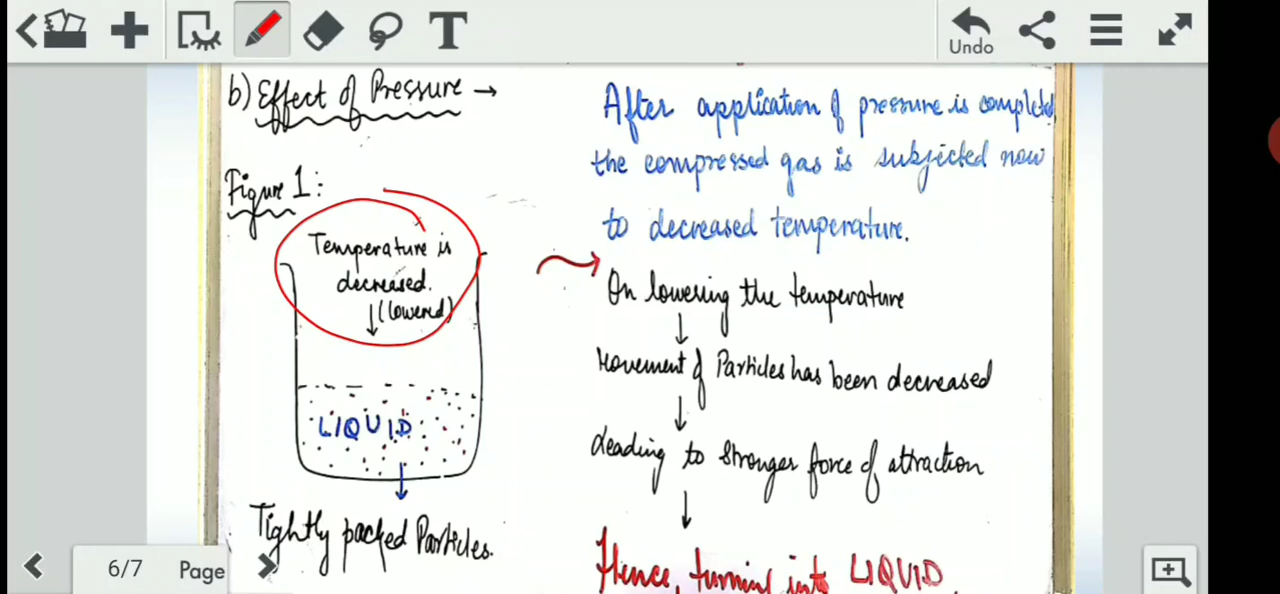 T
Undo
b) Effect of Pressure →
Figure 1:
Temperature is
decreased.
↓(lowered)
LIQUID
Tightly packed Particles.
After application of pressure is completed
the compressed gas is subjected now
to decreased temperature.
On lowering the temperature
↓
Movement of Particles has been decreased
↓
Leading to stronger force of attraction
↓
Hence, turning into LIQUID.
6/7 Page